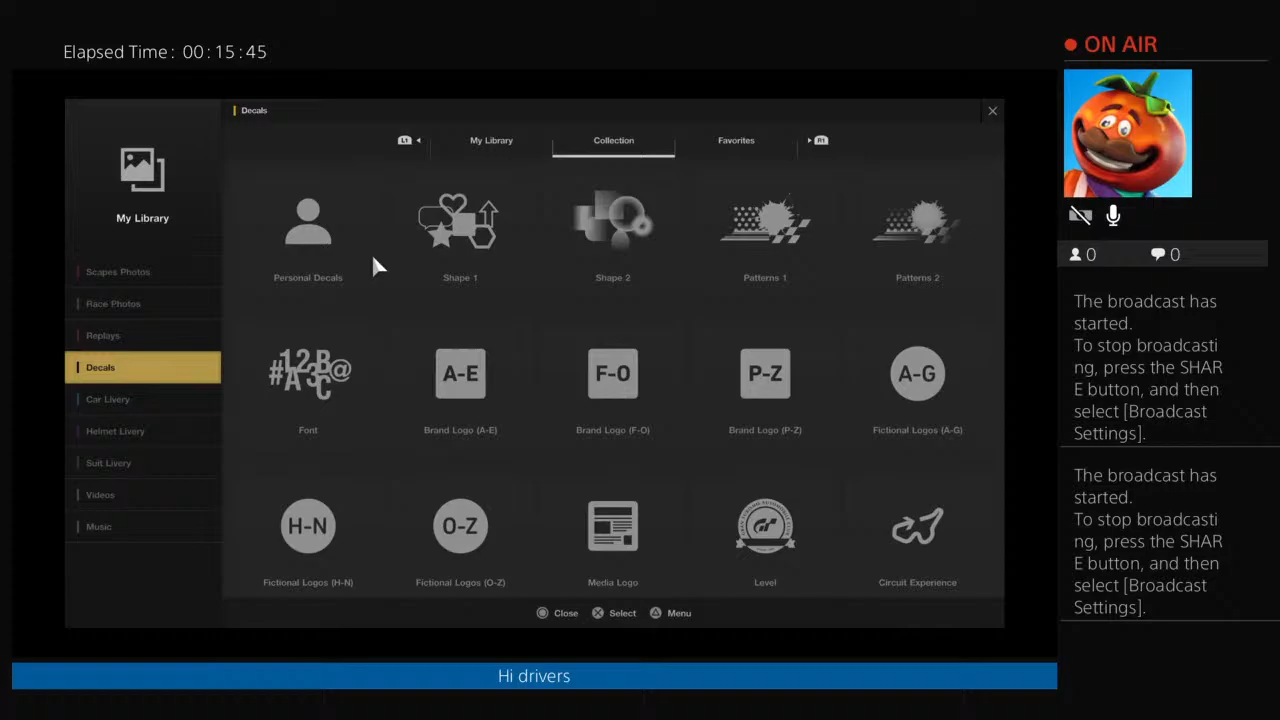 Elapsed Time: 00:15:45
ON AIR
Decals
My Library
L1
My Library
Collection
Favorites
R1
Scapes Photos
Race Photos
Replays
Decals
Car Livery
Helmet Livery
Suit Livery
Videos
Music
Personal Decals
Shape 1
Shape 2
Patterns 1
Patterns 2
#123B@
A3C
A-E
F-O
P-Z
A-G
Font
Brand Logo (A-E)
Brand Logo (F-O)
Brand Logo (P-Z)
Fictional Logos (A-G)
H-N
O-Z
Fictional Logos (H-N)
Fictional Logos (O-Z)
Media Logo
Level
Circuit Experience
Close
Select
Menu
0
0
The broadcast has
started.
To stop broadcasti
ng, press the SHAR
E button, and then
select [Broadcast
Settings].
The broadcast has
started.
To stop broadcasti
ng, press the SHAR
E button, and then
select [Broadcast
Settings].
Hi drivers